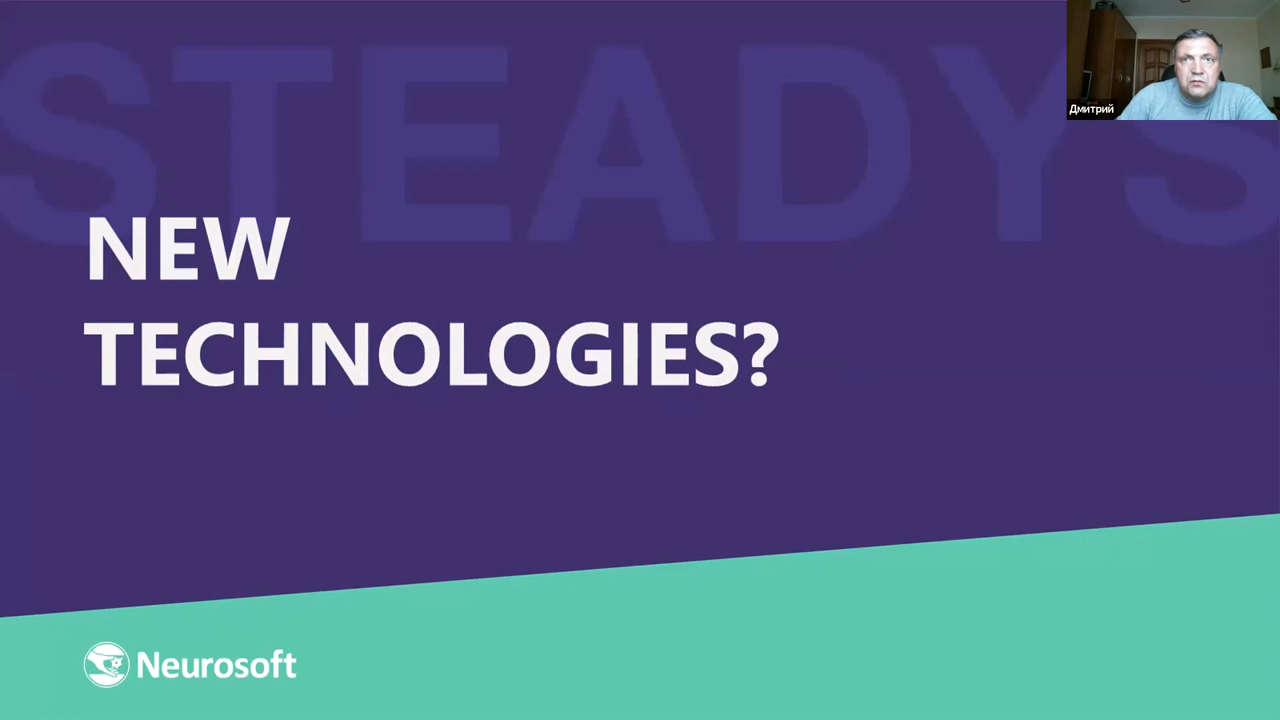 STEADYS
Дмитрий
NEW
TECHNOLOGIES?
Neurosoft